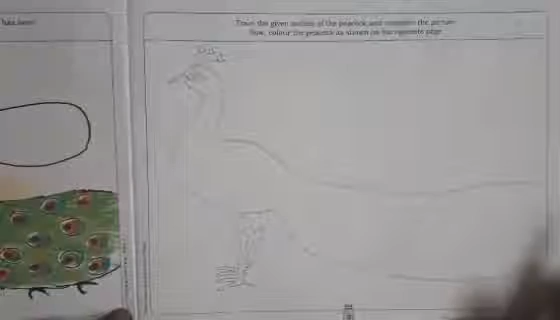 Trace the given outline of the peacock and complete the picture.
Now, colour the peacock as shown on the opposite page.